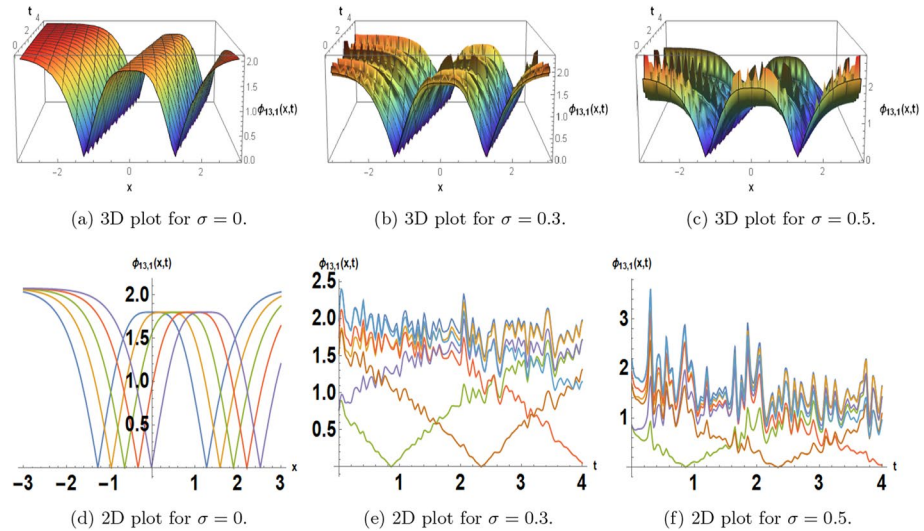 t
4
2
0
2.0
1.5
ϕ13,1(x,t)
1.0
0.5
0.0
−2
0
2
x
(a) 3D plot for σ = 0.
t
4
2
0
2.0
1.5
ϕ13,1(x,t)
1.0
0.5
0.0
−2
0
2
x
(b) 3D plot for σ = 0.3.
t
4
2
0
2
ϕ13,1(x,t)
1
0
−2
0
2
x
(c) 3D plot for σ = 0.5.
ϕ13,1(x,t)
2.0
1.5
1.0
0.5
−3 −2 −1 0 1 2 3 x
(d) 2D plot for σ = 0.
ϕ13,1(x,t)
2.5
2.0
1.5
1.0
0.5
1 2 3 4 t
(e) 2D plot for σ = 0.3.
ϕ13,1(x,t)
3
2
1
1 2 3 4 t
(f) 2D plot for σ = 0.5.